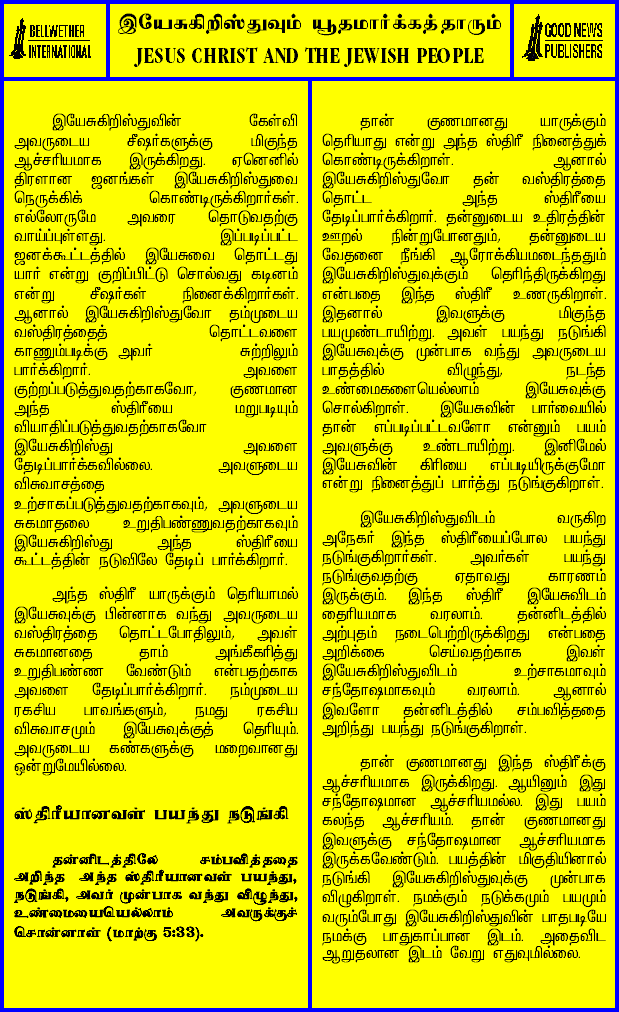 BELLWETHER
INTERNATIONAL
இயேசுகிறிஸ்துவும் யூதமார்க்கத்தாரும்
JESUS CHRIST AND THE JEWISH PEOPLE
GOOD NEWS
PUBLISHERS
இயேசுகிறிஸ்துவின் கேள்வி
அவருடைய சீஷர்களுக்கு மிகுந்த
ஆச்சரியமாக இருக்கிறது. ஏனெனில்
திரளான ஜனங்கள் இயேசுகிறிஸ்துவை
நெருக்கிக் கொண்டிருக்கிறார்கள்.
எல்லோருமே அவரை தொடுவதற்கு
வாய்ப்புள்ளது. இப்படிப்பட்ட
ஜனக்கூட்டத்தில் இயேசுவை தொட்டது
யார் என்று குறிப்பிட்டு சொல்வது கடினம்
என்று சீஷர்கள் நினைக்கிறார்கள்.
ஆனால் இயேசுகிறிஸ்துவோ தம்முடைய
வஸ்திரத்தைத் தொட்டவளை
காணும்படிக்கு அவர் சுற்றிலும்
பார்க்கிறார். அவளை
குற்றப்படுத்துவதற்காகவோ, குணமான
அந்த ஸ்திரீயை மறுபடியும்
வியாதிப்படுத்துவதற்காகவோ
இயேசுகிறிஸ்து அவளை
தேடிப்பார்க்கவில்லை. அவளுடைய
விசுவாசத்தை
உற்சாகப்படுத்துவதற்காகவும், அவளுடைய
சுகமாதலை உறுதிபண்ணுவதற்காகவும்
இயேசுகிறிஸ்து அந்த ஸ்திரீயை
கூட்டத்தின் நடுவிலே தேடிப் பார்க்கிறார்.
அந்த ஸ்திரீ யாருக்கும் தெரியாமல்
இயேசுவுக்கு பின்னாக வந்து அவருடைய
வஸ்திரத்தை தொட்டபோதிலும், அவள்
சுகமானதை தாம் அங்கீகரித்து
உறுதிபண்ண வேண்டும் என்பதற்காக
அவளை தேடிப்பார்க்கிறார். நம்முடைய
ரகசிய பாவங்களும், நமது ரகசிய
விசுவாசமும் இயேசுவுக்குத் தெரியும்.
அவருடைய கண்களுக்கு மறைவானது
ஒன்றுமேயில்லை.
ஸ்திரீயானவள் பயந்து நடுங்கி
தன்னிடத்திலே சம்பவித்ததை
அறிந்த அந்த ஸ்திரீயானவள் பயந்து,
நடுங்கி, அவர் முன்பாக வந்து விழுந்து,
உண்மையையெல்லாம் அவருக்குச்
சொன்னாள் (மாற்கு 5:33).
தான் குணமானது யாருக்கும்
தெரியாது என்று அந்த ஸ்திரீ நினைத்துக்
கொண்டிருக்கிறாள். ஆனால்
இயேசுகிறிஸ்துவோ தன் வஸ்திரத்தை
தொட்ட அந்த ஸ்திரீயை
தேடிப்பார்க்கிறார். தன்னுடைய உதிரத்தின்
ஊறல் நின்றுபோனதும், தன்னுடைய
வேதனை நீங்கி ஆரோக்கியமடைந்ததும்
இயேசுகிறிஸ்துவுக்கும் தெரிந்திருக்கிறது
என்பதை இந்த ஸ்திரீ உணருகிறாள்.
இதனால் இவளுக்கு மிகுந்த
பயமுண்டாயிற்று. அவள் பயந்து நடுங்கி
இயேசுவுக்கு முன்பாக வந்து அவருடைய
பாதத்தில் விழுந்து, நடந்த
உண்மைகளையெல்லாம் இயேசுவுக்கு
சொல்கிறாள். இயேசுவின் பார்வையில்
தான் எப்படிப்பட்டவளோ என்னும் பயம்
அவளுக்கு உண்டாயிற்று. இனிமேல்
இயேசுவின் கிரியை எப்படியிருக்குமோ
என்று நினைத்துப் பார்த்து நடுங்குகிறாள்.
இயேசுகிறிஸ்துவிடம் வருகிற
அநேகர் இந்த ஸ்திரீயைப்போல பயந்து
நடுங்குகிறார்கள். அவர்கள் பயந்து
நடுங்குவதற்கு ஏதாவது காரணம்
இருக்கும். இந்த ஸ்திரீ இயேசுவிடம்
தைரியமாக வரலாம். தன்னிடத்தில்
அற்புதம் நடைபெற்றிருக்கிறது என்பதை
அறிக்கை செய்வதற்காக இவள்
இயேசுகிறிஸ்துவிடம் உற்சாகமாவும்
சந்தோஷமாகவும் வரலாம். ஆனால்
இவளோ தன்னிடத்தில் சம்பவித்ததை
அறிந்து பயந்து நடுங்குகிறாள்.
தான் குணமானது இந்த ஸ்திரீக்கு
ஆச்சரியமாக இருக்கிறது. ஆயினும் இது
சந்தோஷமான ஆச்சரியமல்ல. இது பயம்
கலந்த ஆச்சரியம். தான் குணமானது
இவளுக்கு சந்தோஷமான ஆச்சரியமாக
இருக்கவேண்டும். பயத்தின் மிகுதியினால்
நடுங்கி இயேசுகிறிஸ்துவுக்கு முன்பாக
விழுகிறாள். நமக்கும் நடுக்கமும் பயமும்
வரும்போது இயேசுகிறிஸ்துவின் பாதபடியே
நமக்கு பாதுகாப்பான இடம். அதைவிட
ஆறுதலான இடம் வேறு எதுவுமில்லை.